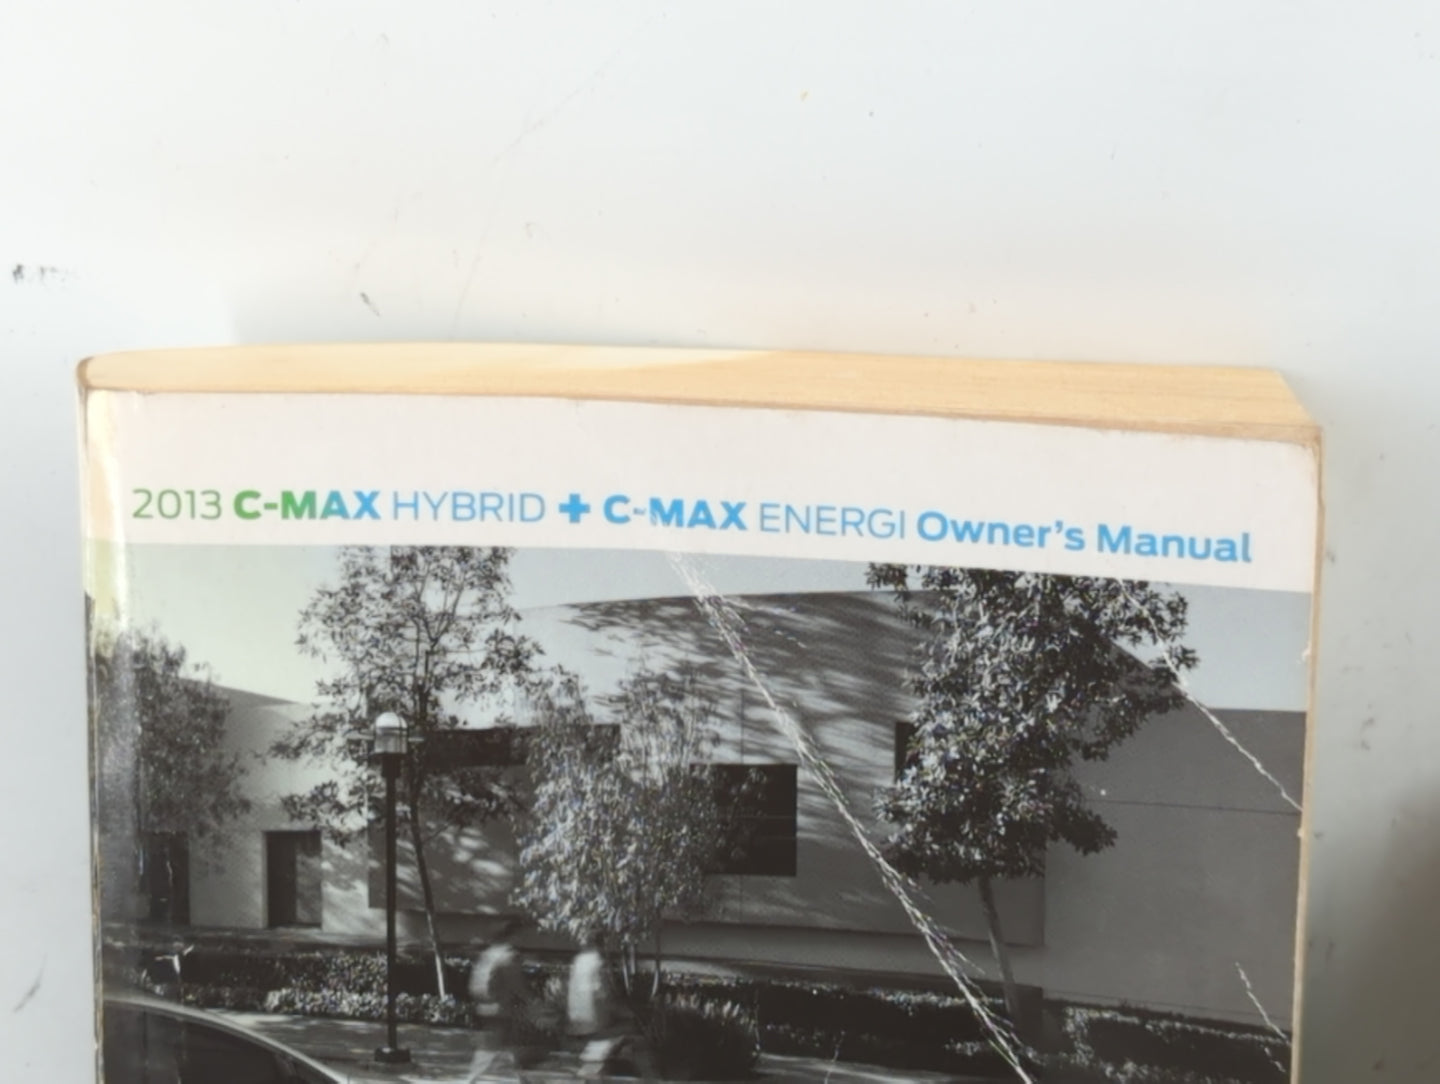 2013 C-MAX HYBRID + C-MAX ENERGI Owner's Manual